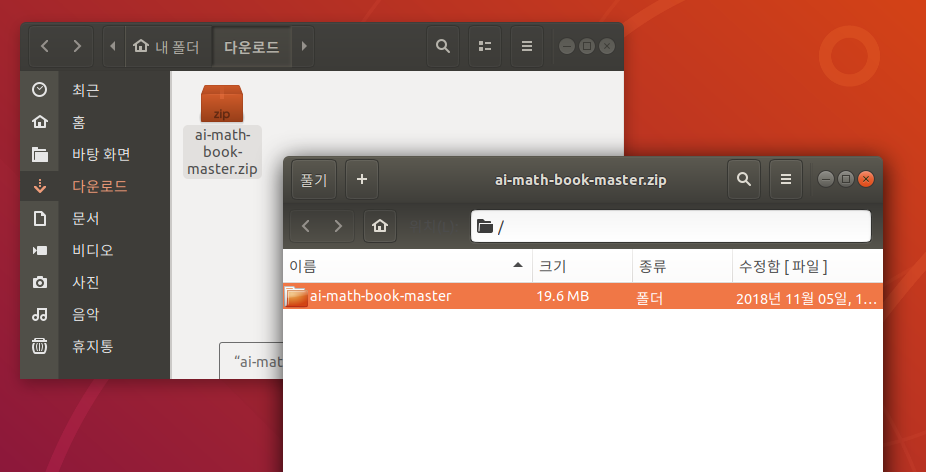 내 폴더
다운로드
최근
홈
바탕 화면
다운로드
문서
비디오
사진
음악
휴지통
zip
ai-math-
book-
master.zip
“ai-mat
풀기
ai-math-book-master.zip
/
이름
크기
종류
수정함 [ 파일 ]
ai-math-book-master
19.6 MB
폴더
2018년 11월 05일, 1…